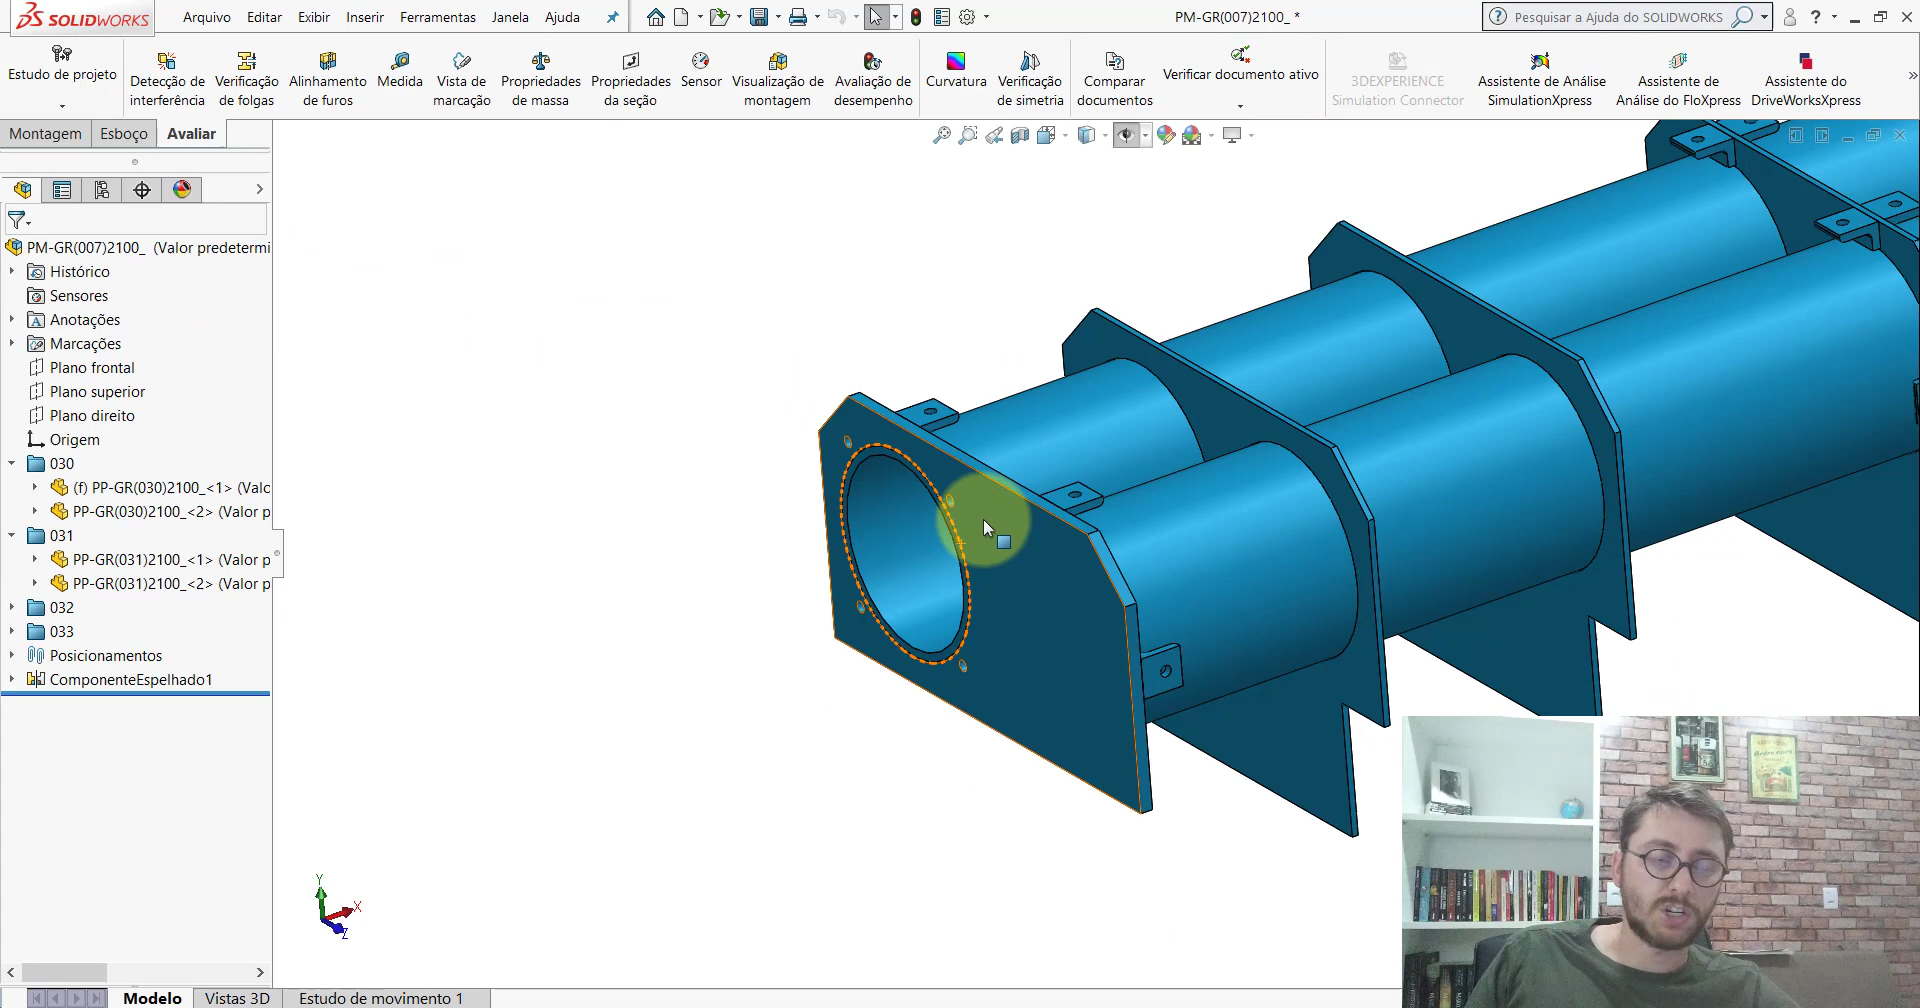 SOLIDWORKS
Arquivo Editar Exibir Inserir Ferramentas Janela Ajuda
PM-GR(007)2100_ *
Pesquisar a Ajuda do SOLIDWORKS
Estudo de projeto
Detecção de interferência
Verificação de folgas
Alinhamento de furos
Medida
Vista de marcação
Propriedades de massa
Propriedades da seção
Sensor
Visualização de montagem
Avaliação de desempenho
Curvatura
Verificação de simetria
Comparar documentos
Verificar documento ativo
3DEXPERIENCE Simulation Connector
Assistente de Análise SimulationXpress
Assistente de Análise do FloXpress
Assistente do DriveWorksXpress
Montagem Esboço Avaliar
PM-GR(007)2100_ (Valor predetermi
Histórico
Sensores
Anotações
Marcações
Plano frontal
Plano superior
Plano direito
Origem
030
(f) PP-GR(030)2100_<1> (Valc
PP-GR(030)2100_<2> (Valor p
031
PP-GR(031)2100_<1> (Valor p
PP-GR(031)2100_<2> (Valor p
032
033
Posicionamentos
ComponenteEspelhado1
Y
X
Z
Modelo Vistas 3D Estudo de movimento 1